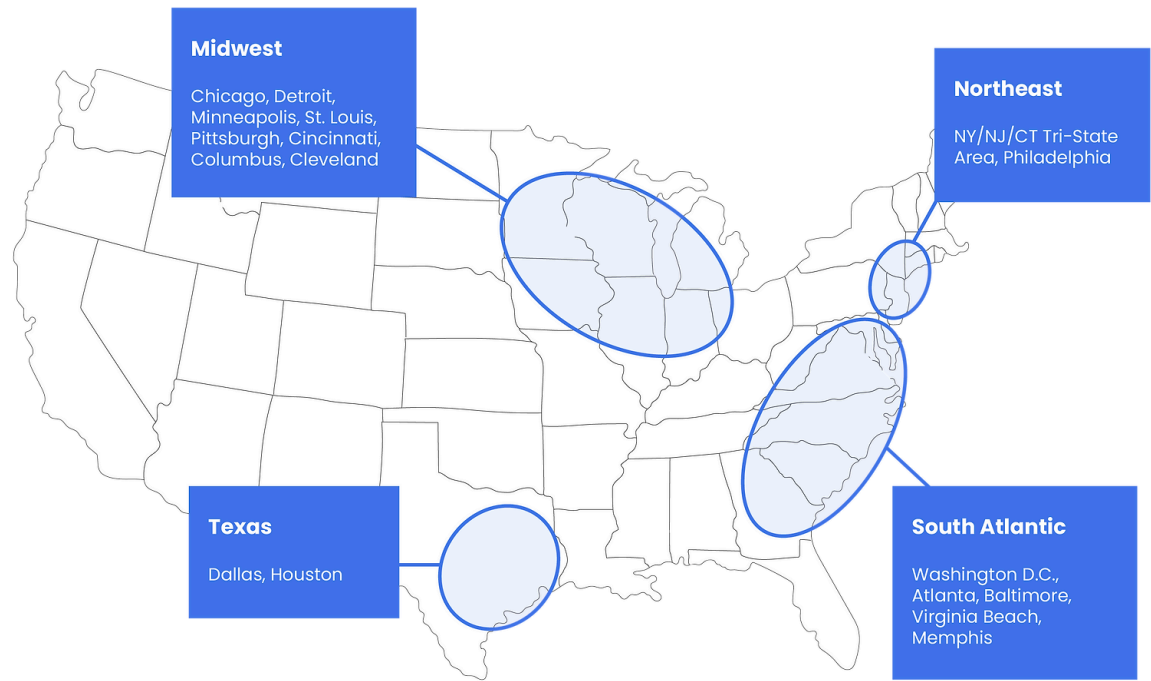 Midwest
Chicago, Detroit,
Minneapolis, St. Louis,
Pittsburgh, Cincinnati,
Columbus, Cleveland
Northeast
NY/NJ/CT Tri-State
Area, Philadelphia
Texas
Dallas, Houston
South Atlantic
Washington D.C.,
Atlanta, Baltimore,
Virginia Beach,
Memphis